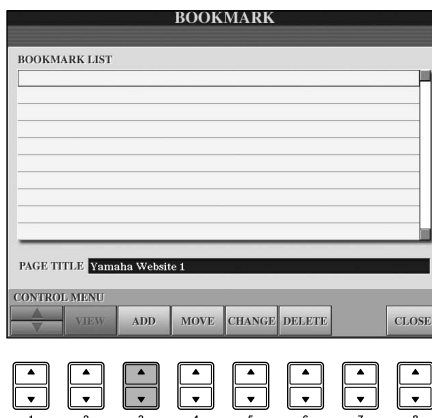 BOOKMARK
BOOKMARK LIST
PAGE TITLE Yamaha Website 1
CONTROL MENU
VIEW ADD MOVE CHANGE DELETE CLOSE
1 2 3 4 5 6 7 8